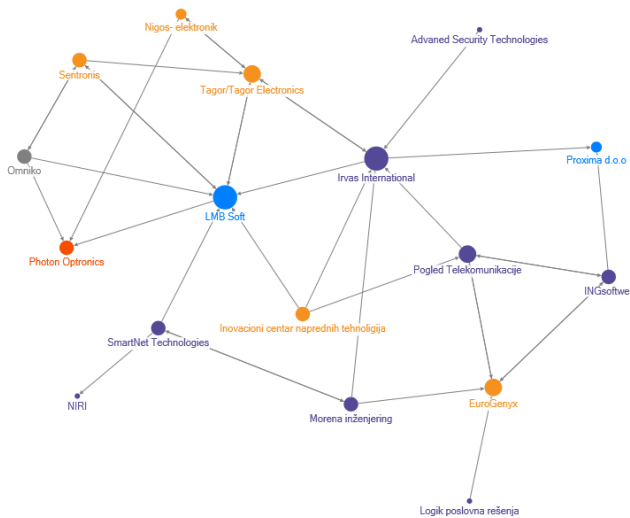 Nigos- elektronik
Advaned Security Technologies
Sentronis
Tagor/Tagor Electronics
Proxima d.o.o
Omniko
Irvas International
LMB Soft
Photon Optronics
Pogled Telekomunikacije
INGsoftwe
Inovacioni centar naprednih tehnoligija
SmartNet Technologies
NIRI
Morena inženjering
EuroGenyx
Logik poslovna rešenja